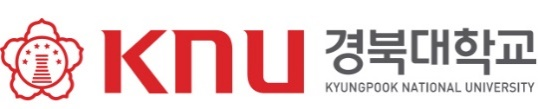 KNU 경북대학교
KYUNGPOOK NATIONAL UNIVERSITY